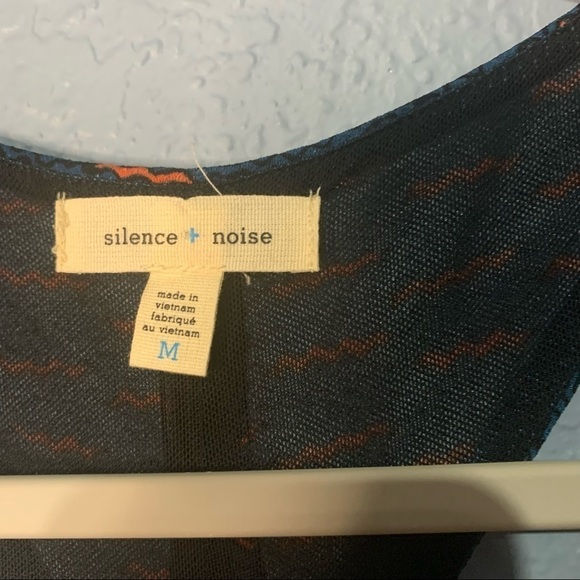 silence + noise
made in
vietnam
fabriqué
au vietnam
M